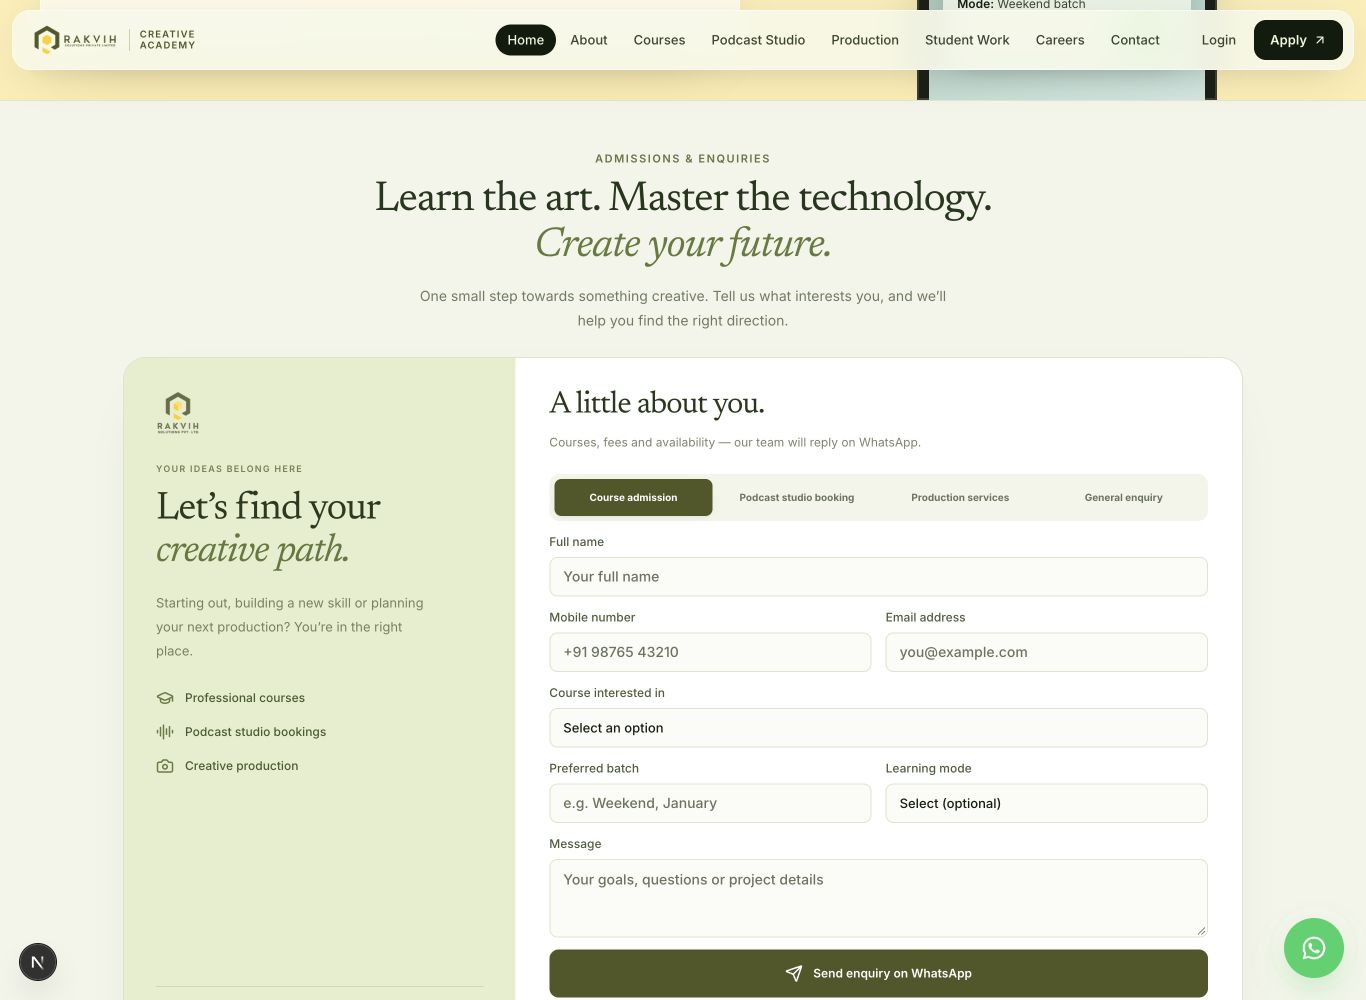 Mode: Weekend batch
RAKVIH
SOLUTIONS PRIVATE LIMITED
CREATIVE
ACADEMY
Home
About
Courses
Podcast Studio
Production
Student Work
Careers
Contact
Login
Apply
ADMISSIONS & ENQUIRIES
Learn the art. Master the technology.
Create your future.
One small step towards something creative. Tell us what interests you, and we’ll
help you find the right direction.
RAKVIH
SOLUTIONS PVT. LTD
YOUR IDEAS BELONG HERE
Let’s find your
creative path.
Starting out, building a new skill or planning
your next production? You’re in the right
place.
Professional courses
Podcast studio bookings
Creative production
A little about you.
Courses, fees and availability — our team will reply on WhatsApp.
Course admission
Podcast studio booking
Production services
General enquiry
Full name
Your full name
Mobile number
Email address
+91 98765 43210
you@example.com
Course interested in
Select an option
Preferred batch
Learning mode
e.g. Weekend, January
Select (optional)
Message
Your goals, questions or project details
Send enquiry on WhatsApp
N